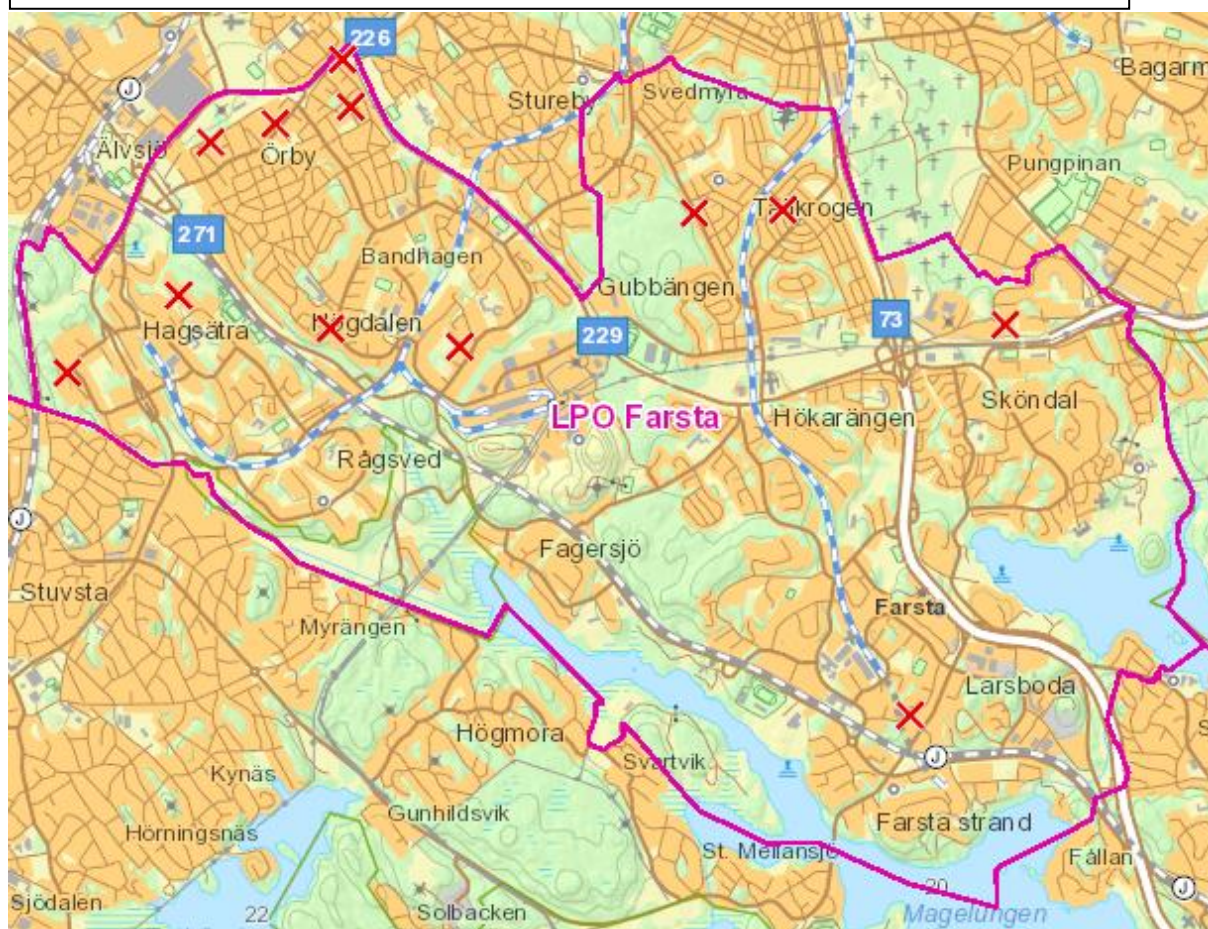 226
Bagarm
Svedmyra
Stureby
Älvsjö
Örby
Pungpinan
Tallkrogen
271
Bandhagen
Gubbängen
Hagsätra
Högdalen
229
73
Sköndal
LPO Farsta
Hökarängen
Rågsved
Fagersjö
Stuvsta
Farsta
Myrängen
Larsboda
Högmora
Svartvik
Kynäs
Gunhildsvik
Hörningsnäs
Farsta strand
St. Mellansjö
Fållan
20
Sjödalen
22
Solbacken
Magelungen
J
J
J
J